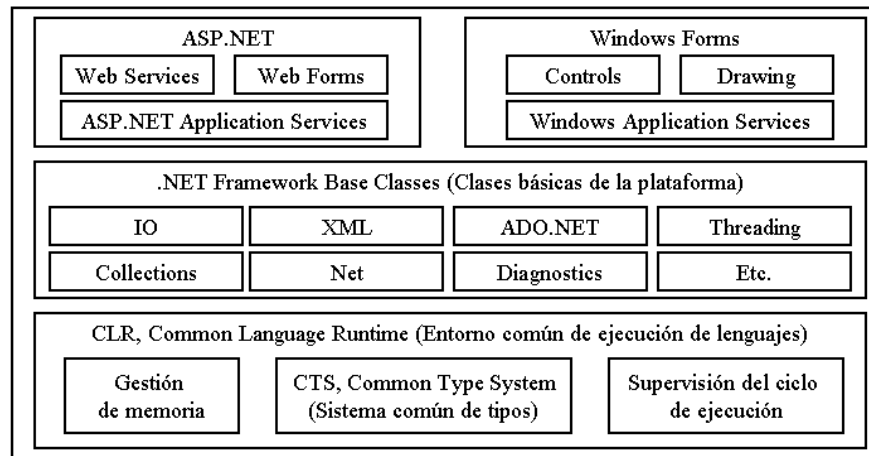 ASP.NET
Web Services
Web Forms
ASP.NET Application Services
Windows Forms
Controls
Drawing
Windows Application Services
.NET Framework Base Classes (Clases básicas de la plataforma)
IO
XML
ADO.NET
Threading
Collections
Net
Diagnostics
Etc.
CLR, Common Language Runtime (Entorno común de ejecución de lenguajes)
Gestión
de memoria
CTS, Common Type System
(Sistema común de tipos)
Supervisión del ciclo
de ejecución